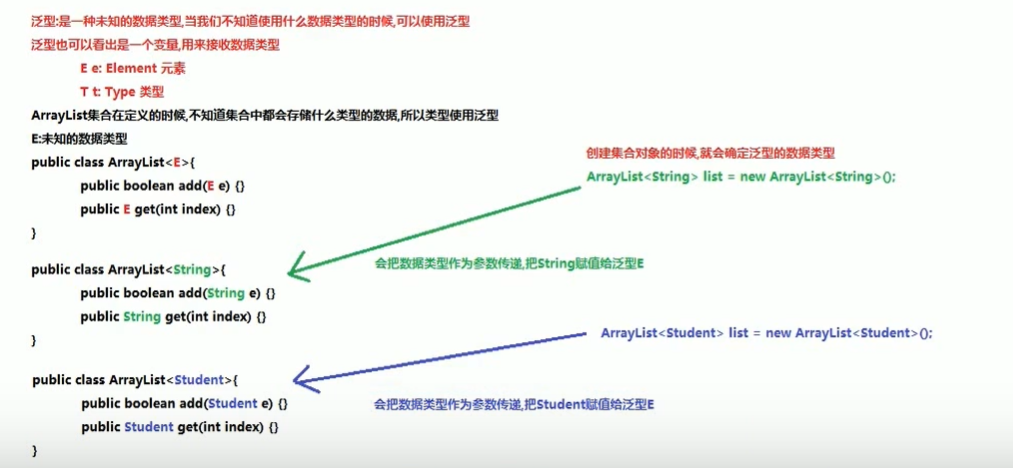 泛型:是一种未知的数据类型,当我们不知道使用什么数据类型的时候,可以使用泛型
泛型也可以看出是一个变量,用来接收数据类型
E e: Element 元素
T t: Type 类型
ArrayList集合在定义的时候,不知道集合中都会存储什么类型的数据,所以类型使用泛型
E:未知的数据类型
public class ArrayList<E>{
public boolean add(E e) {}
public E get(int index) {}
}
创建集合对象的时候,就会确定泛型的数据类型
ArrayList<String> list = new ArrayList<String>();
会把数据类型作为参数传递,把String赋值给泛型E
public class ArrayList<String>{
public boolean add(String e) {}
public String get(int index) {}
}
ArrayList<Student> list = new ArrayList<Student>();
public class ArrayList<Student>{
public boolean add(Student e) {}
public Student get(int index) {}
}
会把数据类型作为参数传递,把Student赋值给泛型E